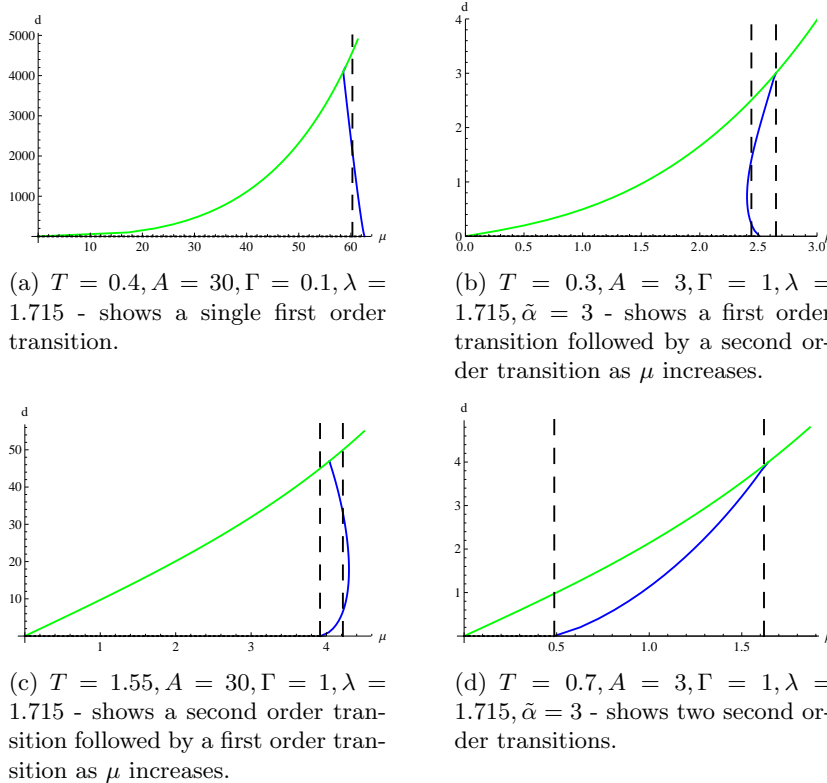 d
5000
4000
3000
2000
1000
10 20 30 40 50 60
μ
(a) T = 0.4, A = 30, Γ = 0.1, λ =
1.715 - shows a single first order
transition.
d
4
3
2
1
0
0.0 0.5 1.0 1.5 2.0 2.5 3.0
(b) T = 0.3, A = 3, Γ = 1, λ =
1.715, α̃ = 3 - shows a first order
transition followed by a second or-
der transition as μ increases.
d
50
40
30
20
10
1 2 3 4
μ
(c) T = 1.55, A = 30, Γ = 1, λ =
1.715 - shows a second order tran-
sition followed by a first order tran-
sition as μ increases.
d
4
3
2
1
0.5 1.0 1.5
(d) T = 0.7, A = 3, Γ = 1, λ =
1.715, α̃ = 3 - shows two second or-
der transitions.